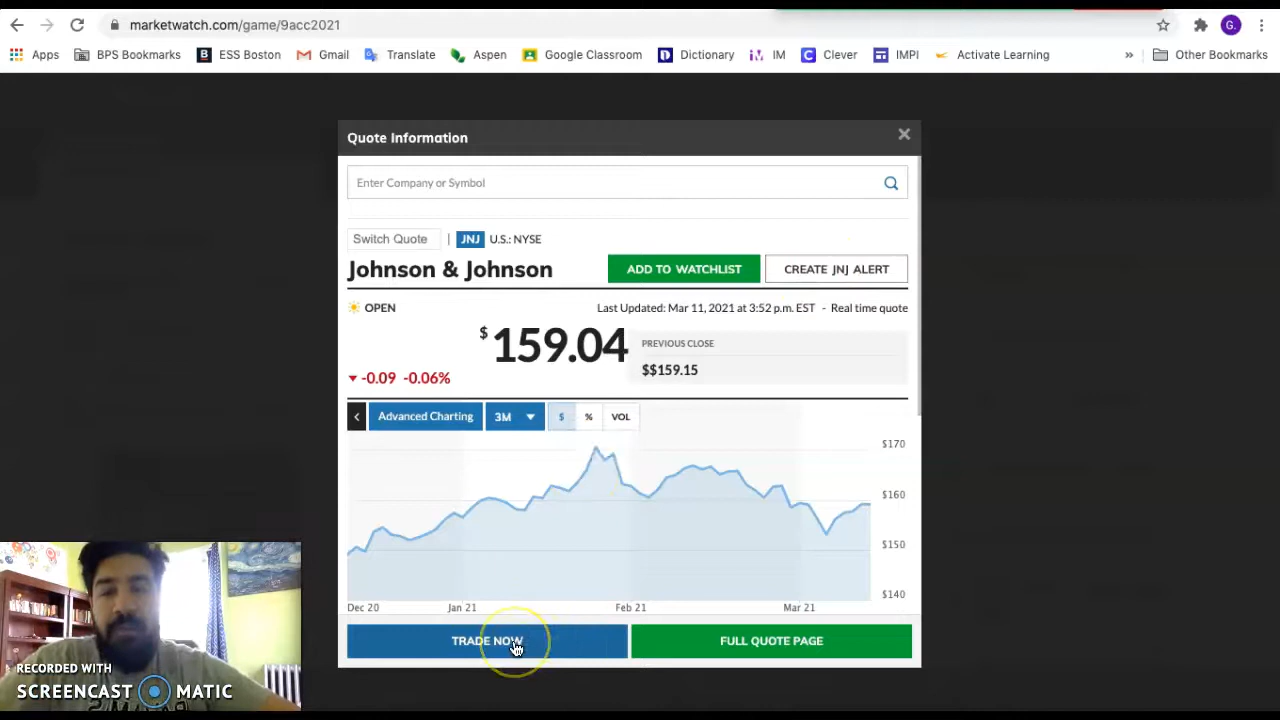 marketwatch.com/game/9acc2021
G
Apps BPS Bookmarks ESS Boston Gmail Translate Aspen Google Classroom Dictionary IM Clever IMPI Activate Learning » Other Bookmarks
Quote Information
Enter Company or Symbol
Switch Quote | JNJ U.S.: NYSE
Johnson & Johnson
ADD TO WATCHLIST
CREATE JNJ ALERT
OPEN
Last Updated: Mar 11, 2021 at 3:52 p.m. EST - Real time quote
$159.04
PREVIOUS CLOSE
$$159.15
-0.09 -0.06%
Advanced Charting 3M $ % VOL
$170
$160
$150
$140
Dec 20 Jan 21 Feb 21 Mar 21
TRADE NOW
FULL QUOTE PAGE
RECORDED WITH
SCREENCAST MATIC